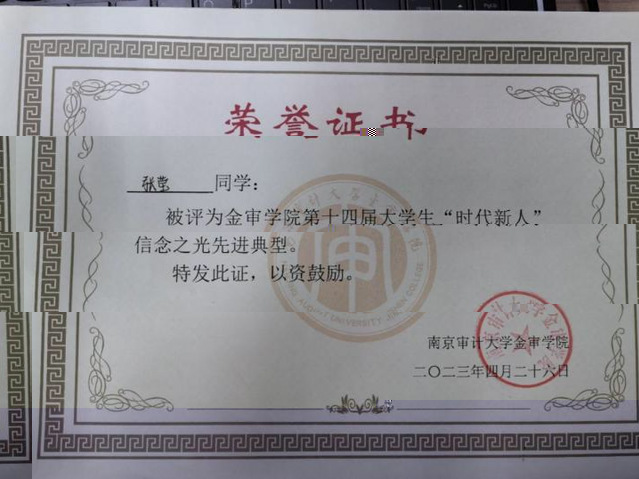 荣誉证书
张莹 同学：
被评为金审学院第十四届大学生“时代新人”
信念之光先进典型。
特发此证，以资鼓励。
南京审计大学金审学院
二〇二三年四月二十六日